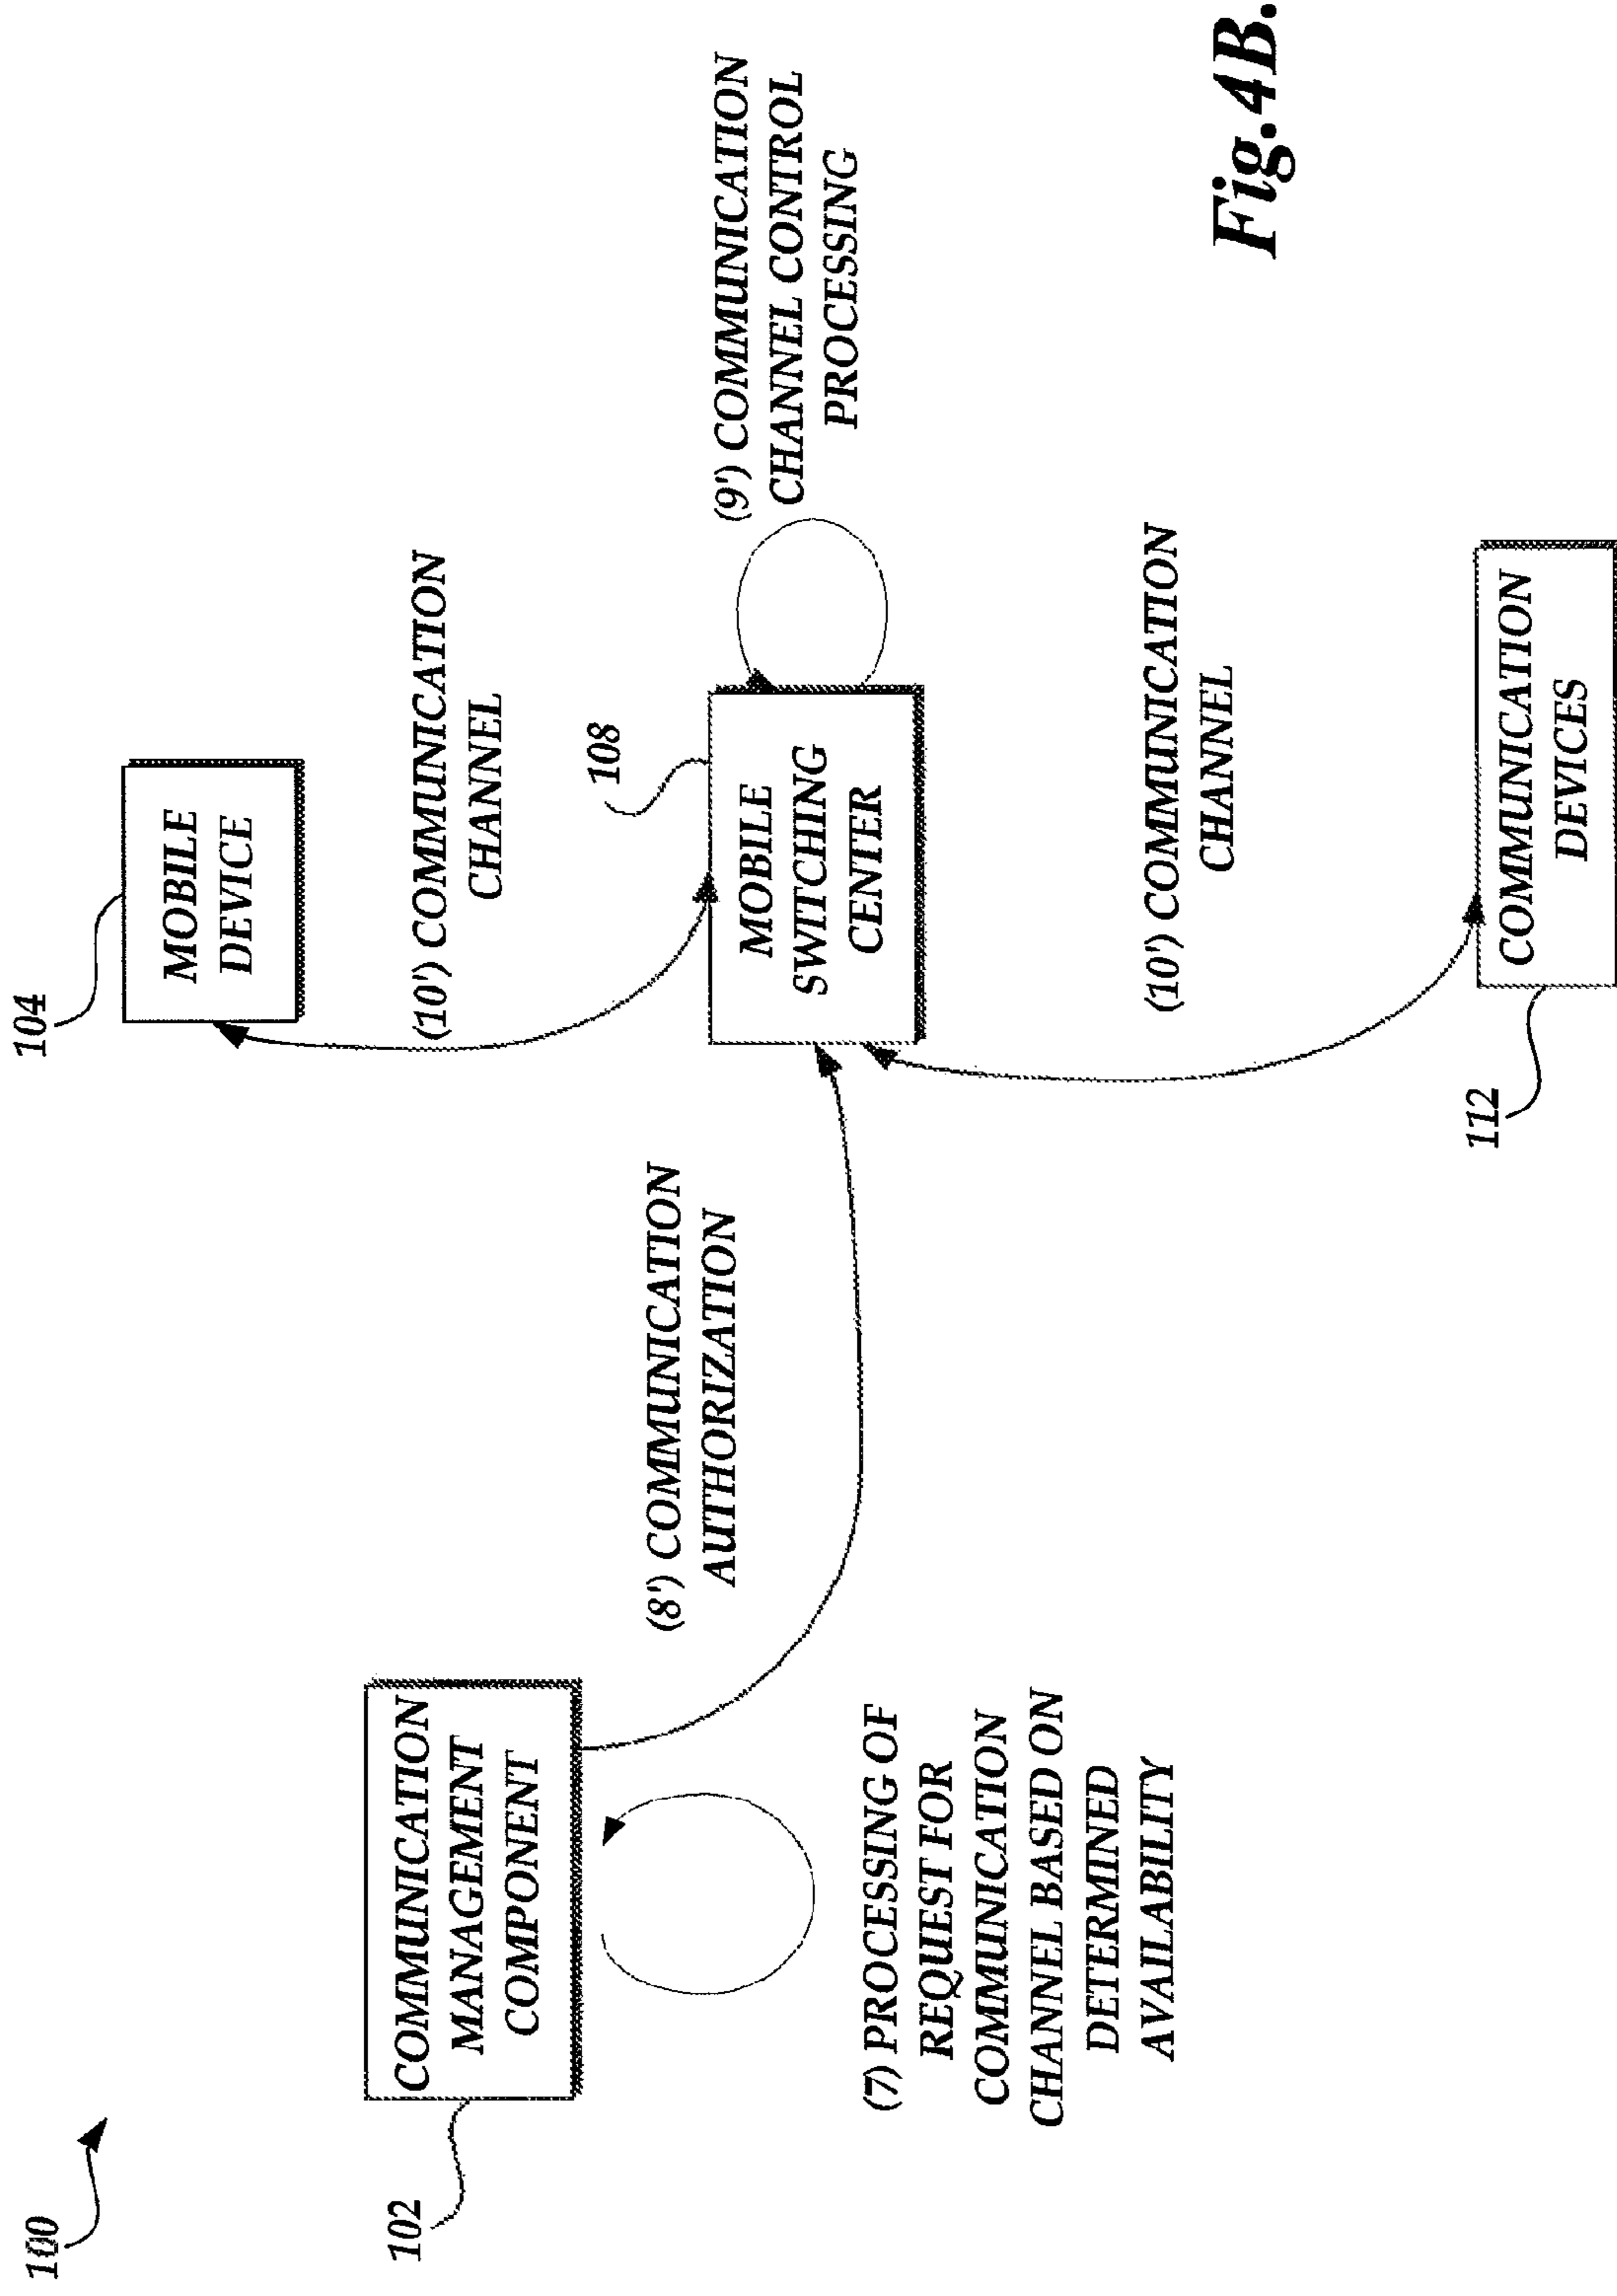 100
104
MOBILE
DEVICE
102
COMMUNICATION
MANAGEMENT
COMPONENT
(10') COMMUNICATION
CHANNEL
108
(8') COMMUNICATION
AUTHORIZATION
MOBILE
SWITCHING
CENTER
(9') COMMUNICATION
CHANNEL CONTROL
PROCESSING
(7) PROCESSING OF
REQUEST FOR
COMMUNICATION
CHANNEL BASED ON
DETERMINED
AVAILABILITY
(10') COMMUNICATION
CHANNEL
112
COMMUNICATION
DEVICES
Fig.4B.